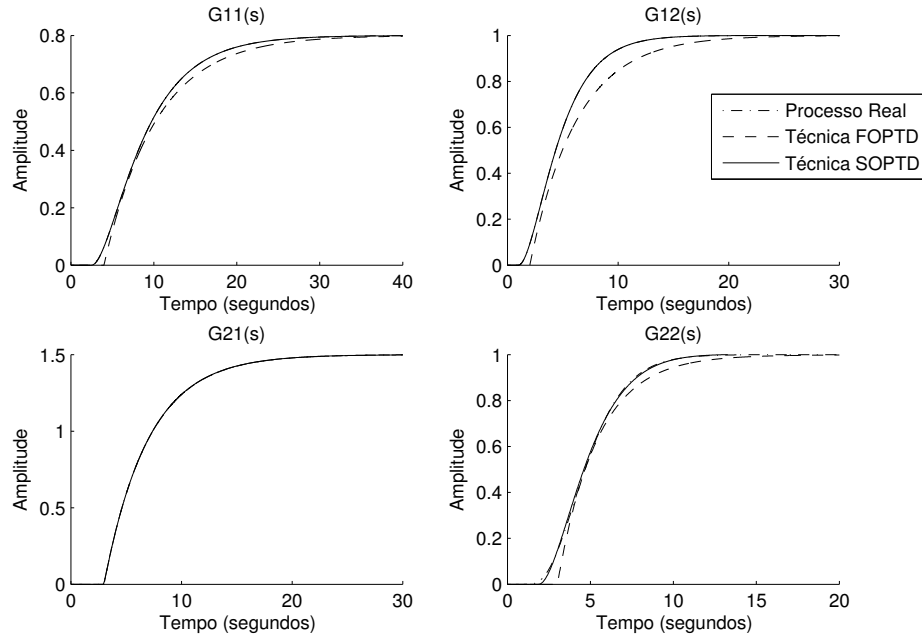 G11(s)
0.8
0.6
0.4
0.2
0
Amplitude
0
10
20
30
40
Tempo (segundos)
G12(s)
1
0.8
0.6
0.4
0.2
0
Amplitude
0
10
20
30
Tempo (segundos)
Processo Real
Técnica FOPTD
Técnica SOPTD
G21(s)
1.5
1
0.5
0
Amplitude
0
10
20
30
Tempo (segundos)
G22(s)
1
0.8
0.6
0.4
0.2
0
Amplitude
0
5
10
15
20
Tempo (segundos)